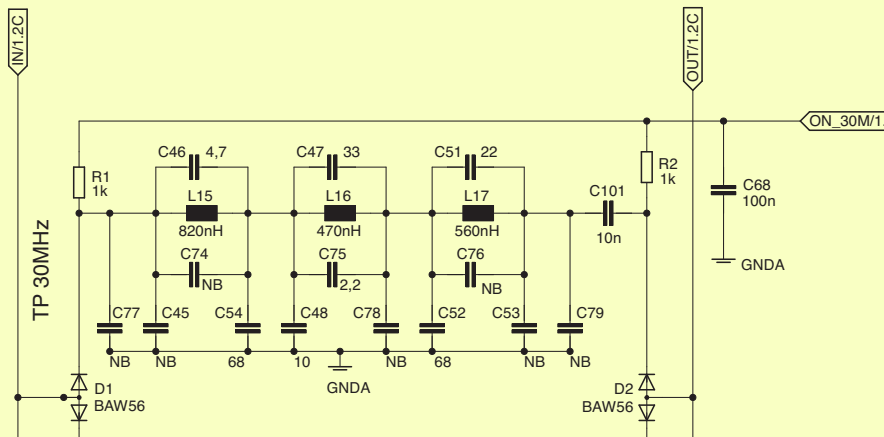 IN/1.2C
OUT/1.2C
ON_30M/1.
C46 4,7
C47 33
C51 22
R1
1k
R2
1k
L15
L16
L17
C101
C68
100n
820nH
470nH
560nH
10n
C74
NB
C75
2,2
C76
NB
GNDA
TP 30MHz
C77
C45
C54
C48
C78
C52
C53
C79
NB
NB
68
10
NB
68
NB
NB
GNDA
D1
BAW56
D2
BAW56